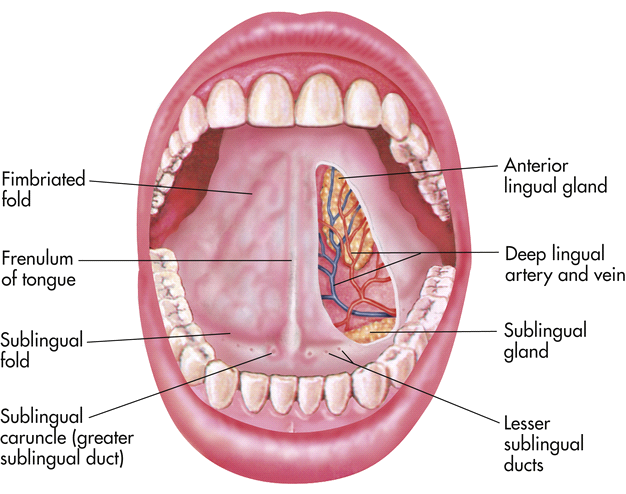 Fimbriated
fold
Frenulum
of tongue
Sublingual
fold
Sublingual
caruncle (greater
sublingual duct)
Anterior
lingual gland
Deep lingual
artery and vein
Sublingual
gland
Lesser
sublingual
ducts